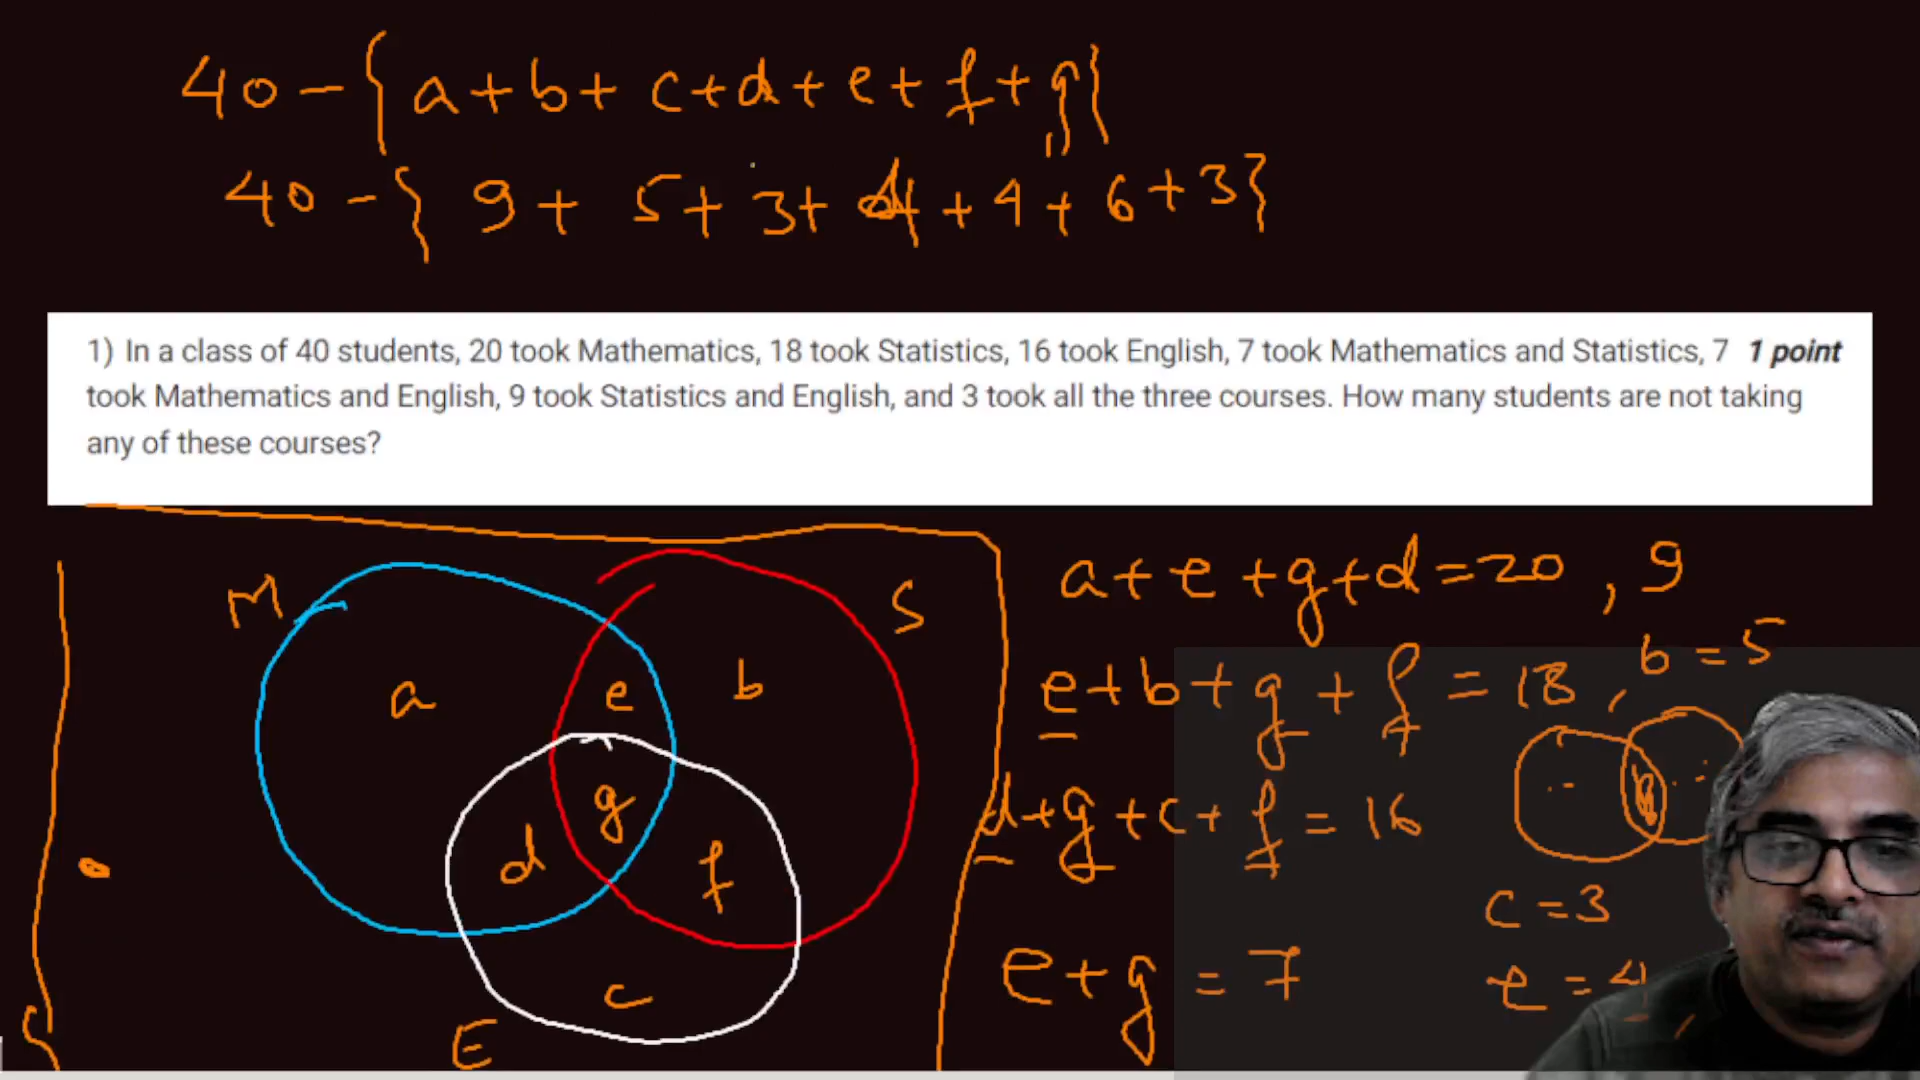 40 - { a + b + c + d + e + f + g }
40 - { 9 + 5 + 3 + 4 + 4 + 6 + 3 }
1) In a class of 40 students, 20 took Mathematics, 18 took Statistics, 16 took English, 7 took Mathematics and Statistics, 7 1 point
took Mathematics and English, 9 took Statistics and English, and 3 took all the three courses. How many students are not taking
any of these courses?
M
S
a
e
b
g
d
f
c
E
a + e + g + d = 20 , 9
e + b + g + f = 18 , b = 5
d + g + c + f = 16
c = 3
e + g = 7
e = 4 ,